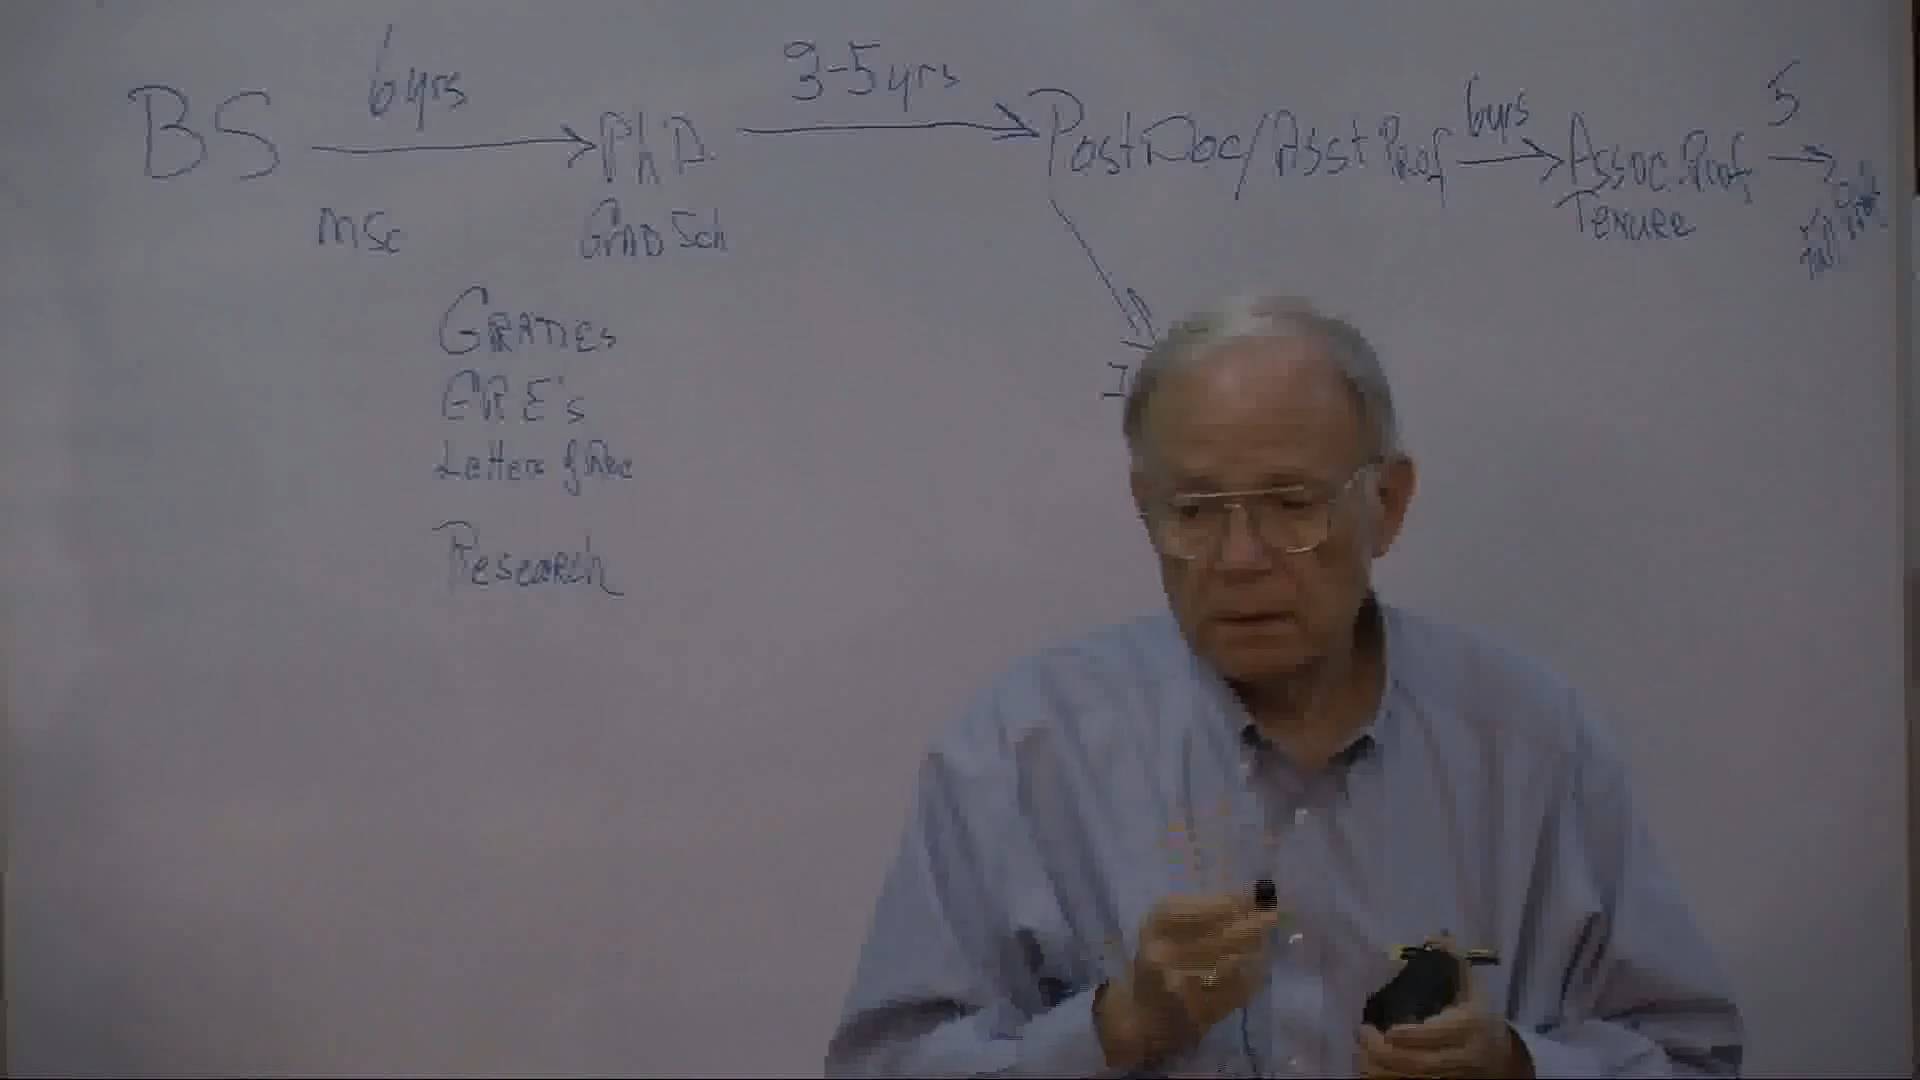 BS 6yrs PhD. 3-5yrs PostDoc/Asst Prof 6yrs Assoc. Prof. 5
MSc GRAD Sch Tenure
GRADES
GRE's
Letters of Rec
Research